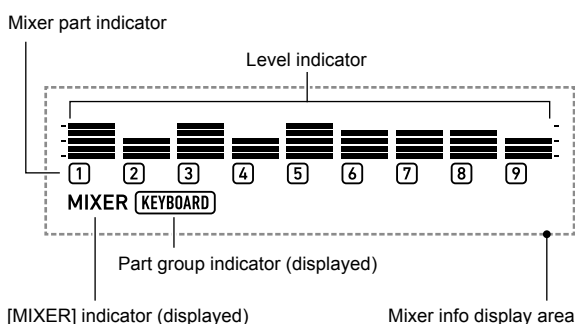 Mixer part indicator
Level indicator
1 2 3 4 5 6 7 8 9
MIXER KEYBOARD
Part group indicator (displayed)
[MIXER] indicator (displayed)
Mixer info display area